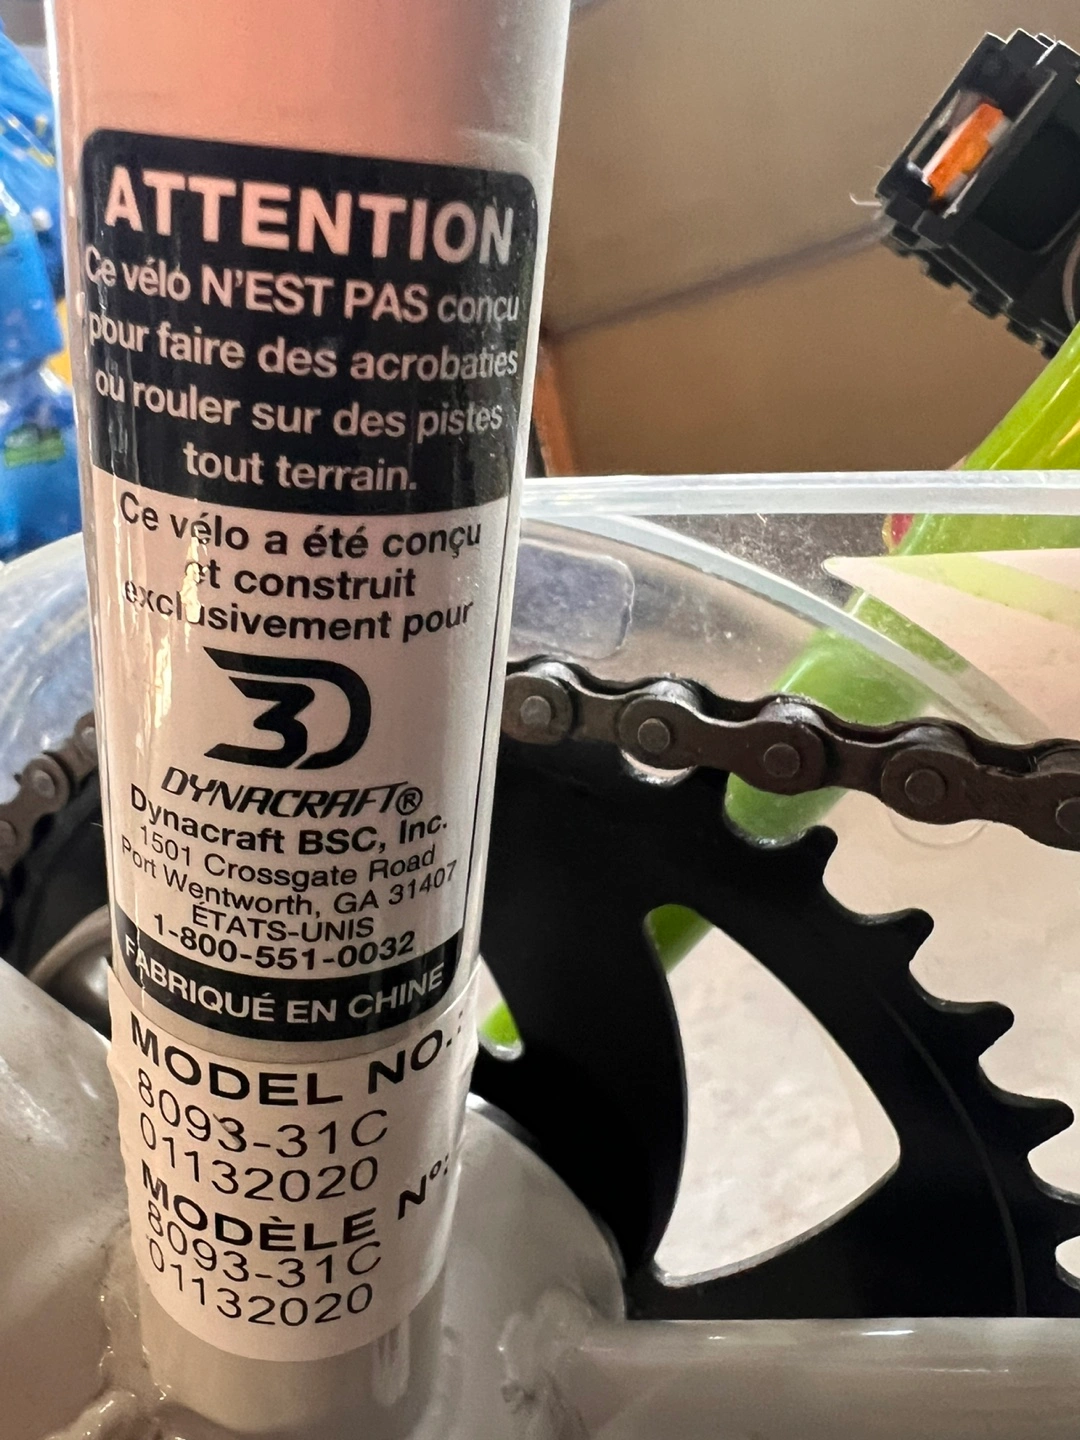 ATTENTION
Ce vélo N'EST PAS conçu
pour faire des acrobaties
ou rouler sur des pistes
tout terrain.
Ce vélo a été conçu
et construit
exclusivement pour
DYNACRAFT®
Dynacraft BSC, Inc.
1501 Crossgate Road
Port Wentworth, GA 31407
ÉTATS-UNIS
1-800-551-0032
FABRIQUÉ EN CHINE
MODEL NO.:
8093-31C
01132020
MODÈLE Nº:
8093-31C
01132020